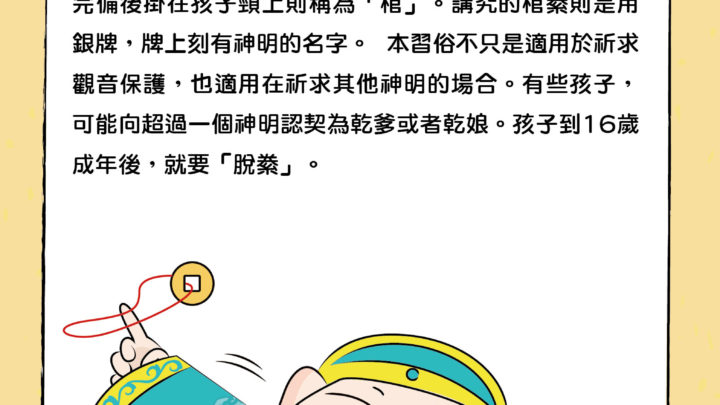 完備後掛在孩子頸上則稱為「棺」。講究的棺絭則是用
銀牌，牌上刻有神明的名字。 本習俗不只是適用於祈求
觀音保護，也適用在祈求其他神明的場合。有些孩子，
可能向超過一個神明認契為乾爹或者乾娘。孩子到16歲
成年後，就要「脫絭」。